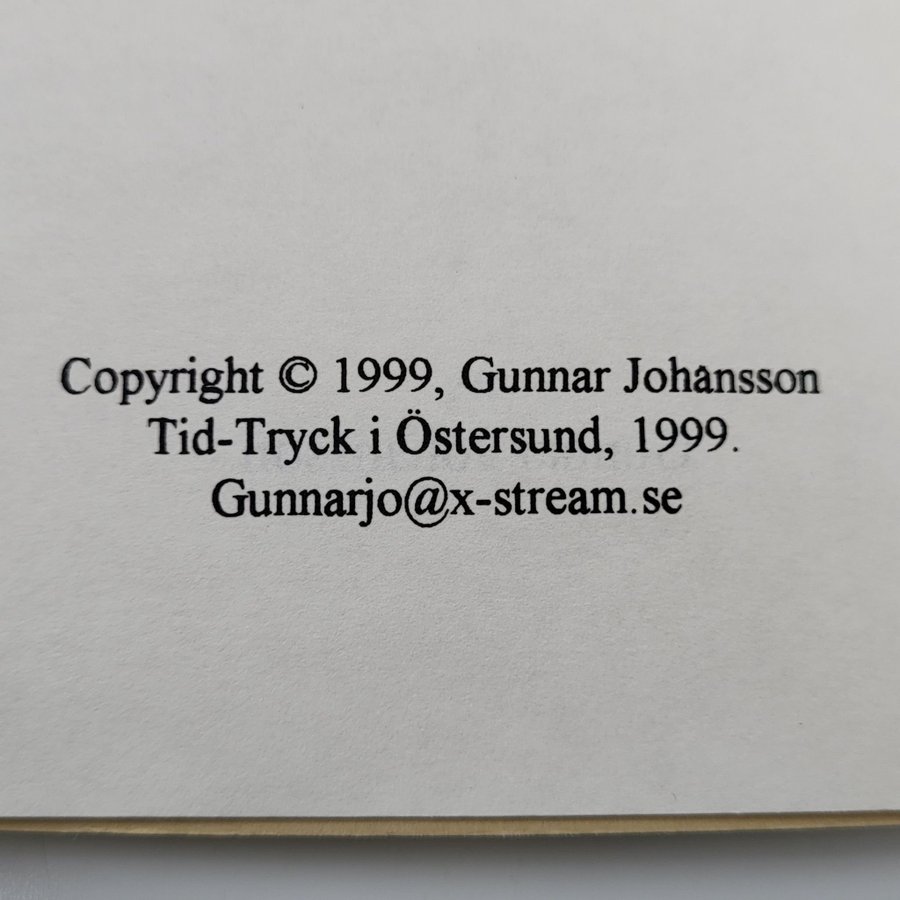 Copyright © 1999, Gunnar Johansson
Tid-Tryck i Östersund, 1999.
Gunnarjo@x-stream.se